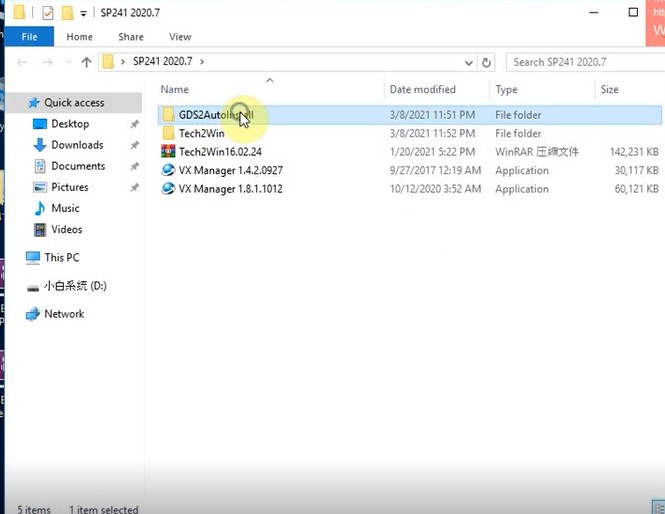 SP241 2020.7
File Home Share View
SP241 2020.7
Search SP241 2020.7
Name Date modified Type Size
Quick access
Desktop
Downloads
Documents
Pictures
Music
Videos
This PC
小白系统 (D:)
Network
GDS2AutoInstall 3/8/2021 11:51 PM File folder
Tech2Win 3/8/2021 11:52 PM File folder
Tech2Win16.02.24 1/20/2021 5:22 PM WinRAR 压缩文件 142,231 KB
VX Manager 1.4.2.0927 9/27/2017 12:19 AM Application 30,117 KB
VX Manager 1.8.1.1012 10/12/2020 3:52 AM Application 60,121 KB
5 items 1 item selected